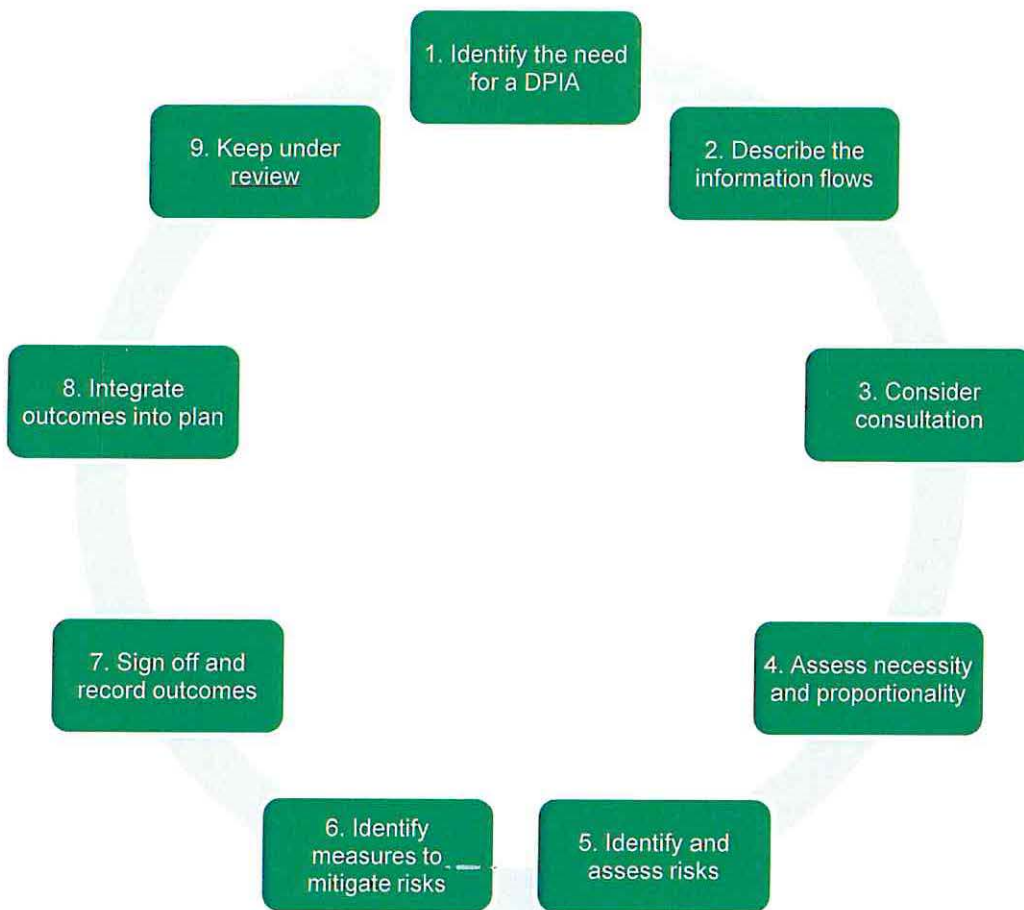 1. Identify the need
for a DPIA
2. Describe the
information flows
3. Consider
consultation
4. Assess necessity
and proportionality
5. Identify and
assess risks
6. Identify
measures to
mitigate risks
7. Sign off and
record outcomes
8. Integrate
outcomes into plan
9. Keep under
review